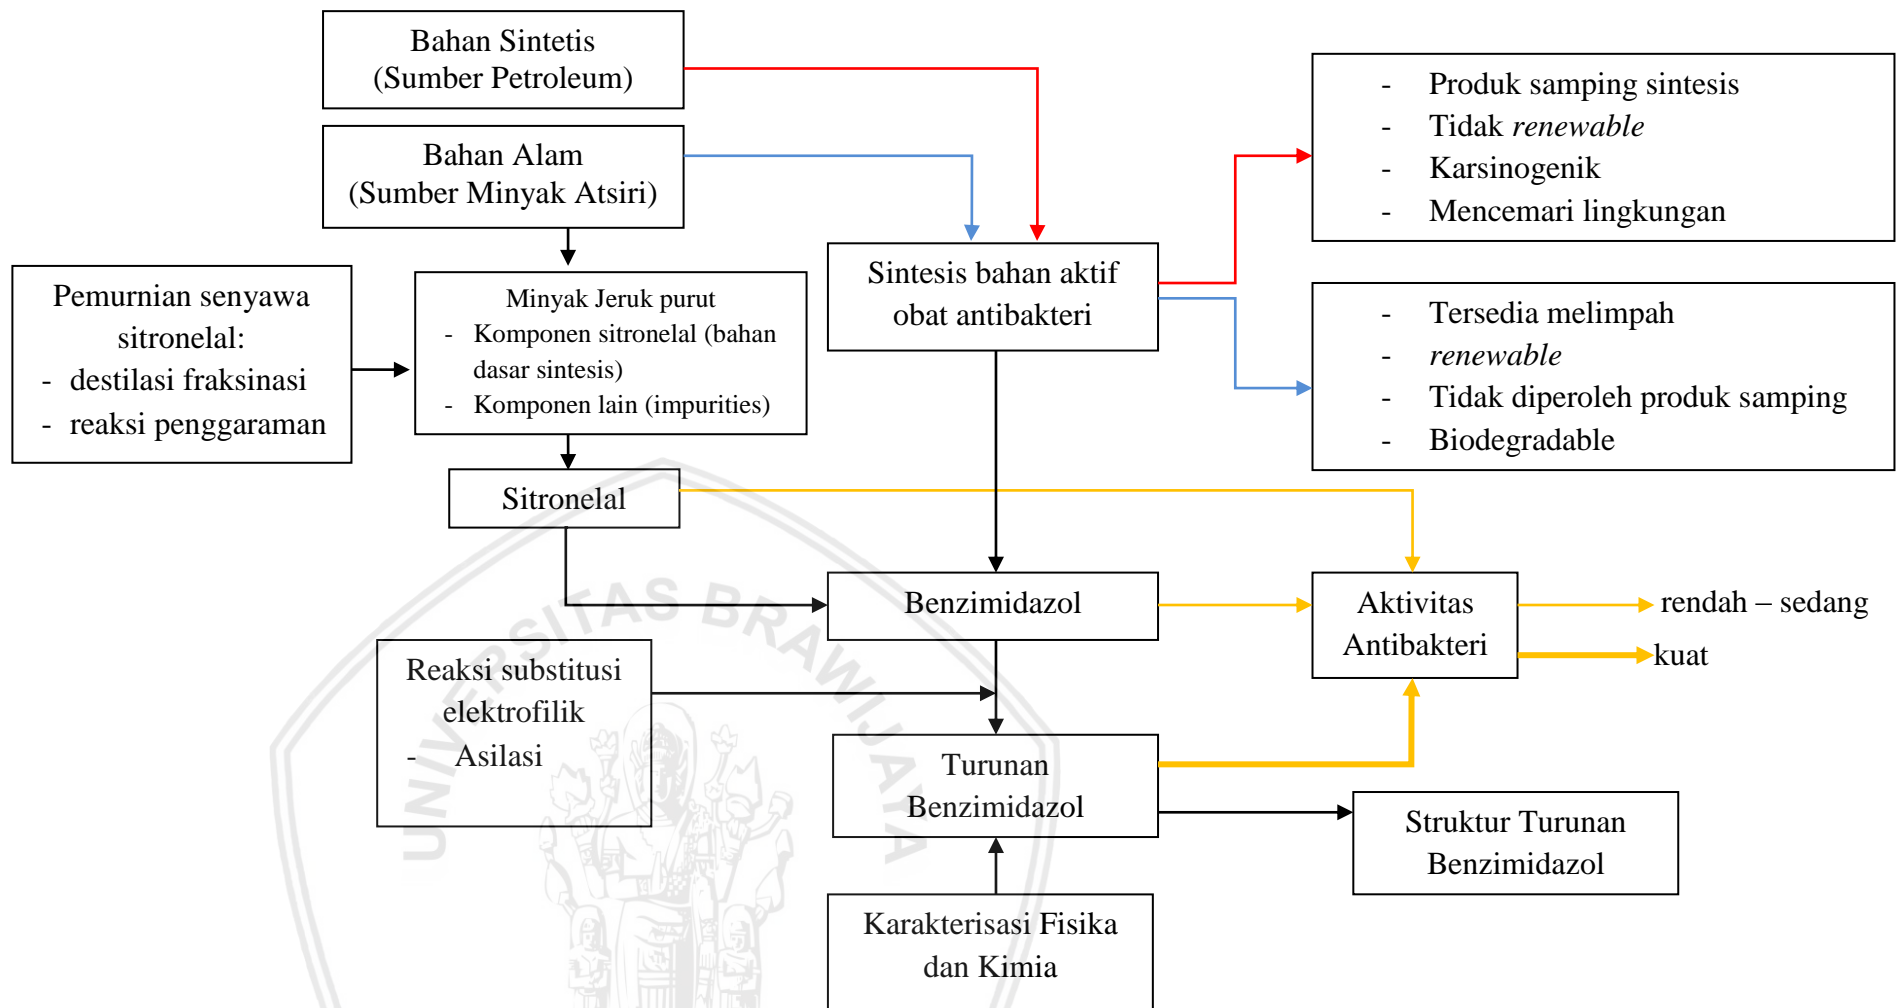 Bahan Sintetis
(Sumber Petroleum)
Bahan Alam
(Sumber Minyak Atsiri)
- Produk samping sintesis
- Tidak renewable
- Karsinogenik
- Mencemari lingkungan
Pemurnian senyawa
sitronelal:
- destilasi fraksinasi
- reaksi penggaraman
Minyak Jeruk purut
- Komponen sitronelal (bahan
dasar sintesis)
- Komponen lain (impurities)
Sintesis bahan aktif
obat antibakteri
- Tersedia melimpah
- renewable
- Tidak diperoleh produk samping
- Biodegradable
Sitronelal
Benzimidazol
Aktivitas
Antibakteri
rendah – sedang
kuat
Reaksi substitusi
elektrofilik
- Asilasi
Turunan
Benzimidazol
Struktur Turunan
Benzimidazol
Karakterisasi Fisika
dan Kimia
UNIVERSITAS BRAWIJAYA